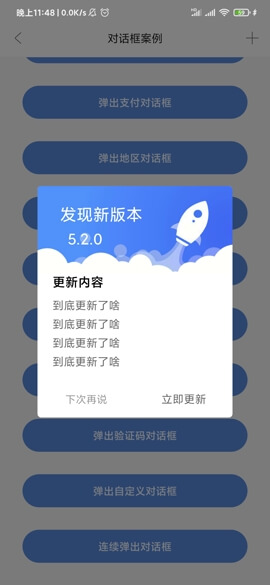 晚上11:48 | 0.0K/s
69
对话框案例
弹出支付对话框
弹出地区对话框
发现新版本
5.2.0
更新内容
到底更新了啥
到底更新了啥
到底更新了啥
到底更新了啥
下次再说 立即更新
弹出验证码对话框
弹出自定义对话框
连续弹出对话框